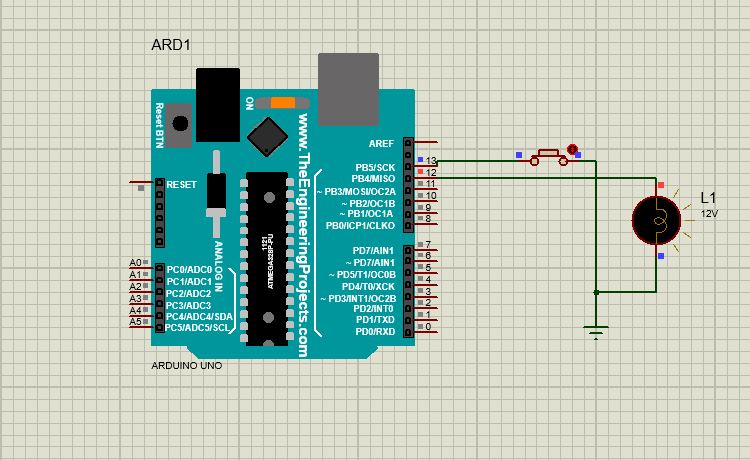 ARD1
Reset BTN
ON
www.TheEngineeringProjects.com
1121
ATMEGA328P-PU
ANALOG IN
RESET
A0 PC0/ADC0
A1 PC1/ADC1
A2 PC2/ADC2
A3 PC3/ADC3
A4 PC4/ADC4/SDA
A5 PC5/ADC5/SCL
AREF
PB5/SCK 13
PB4/MISO 12
~ PB3/MOSI/OC2A 11
~ PB2/OC1B 10
~ PB1/OC1A 9
PB0/ICP1/CLKO 8
PD7/AIN1 7
~ PD7/AIN1 6
~ PD5/T1/OC0B 5
PD4/T0/XCK 4
~ PD3/INT1/OC2B 3
PD2/INT0 2
PD1/TXD 1
PD0/RXD 0
ARDUINO UNO
L1
12V